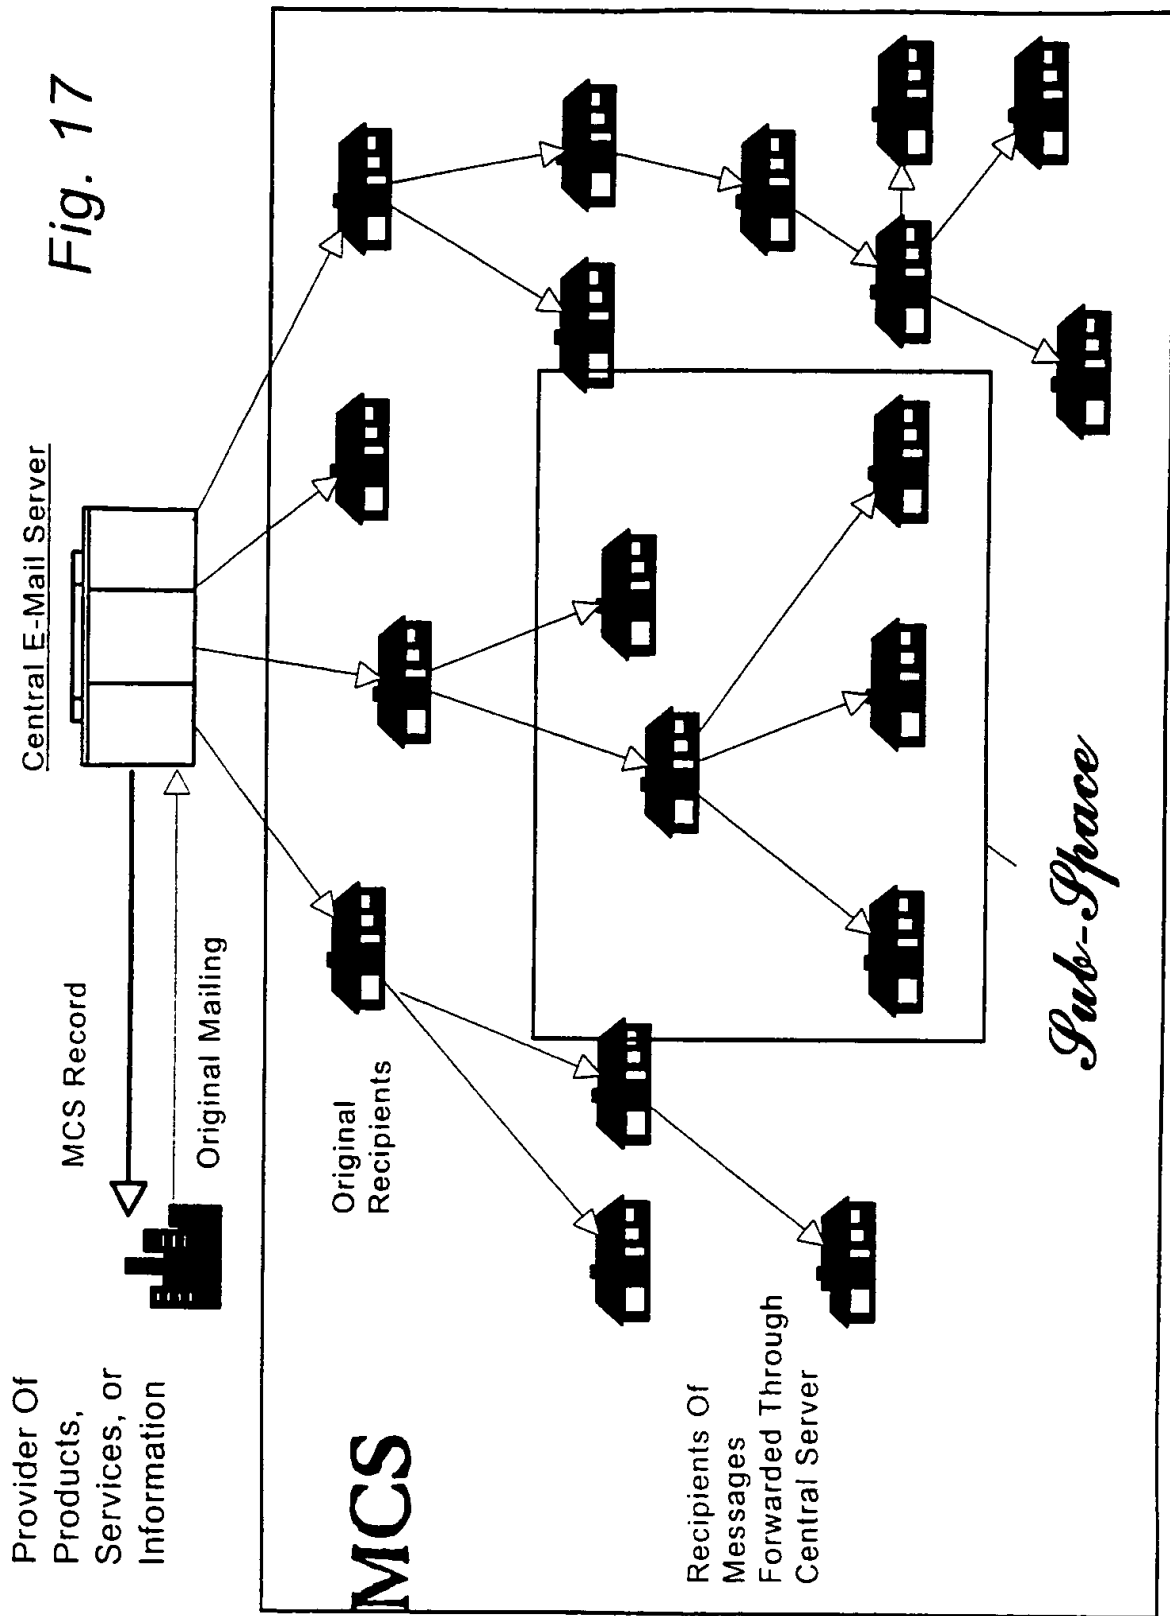 Fig. 17
Provider Of
Products,
Services, or
Information
MCS Record
Original Mailing
Central E-Mail Server
MCS
Original
Recipients
Recipients Of
Messages
Forwarded Through
Central Server
Sub-Space